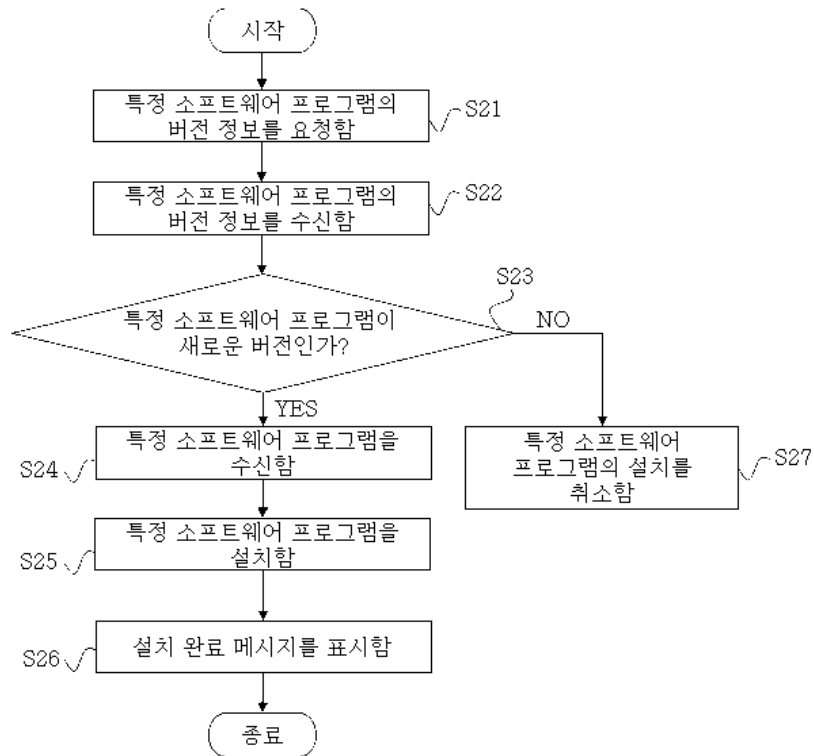 시작
특정 소프트웨어 프로그램의
버전 정보를 요청함
S21
특정 소프트웨어 프로그램의
버전 정보를 수신함
S22
S23
특정 소프트웨어 프로그램이
새로운 버전인가?
NO
YES
특정 소프트웨어 프로그램을
수신함
S24
특정 소프트웨어
프로그램의 설치를
취소함
S27
특정 소프트웨어 프로그램을
설치함
S25
설치 완료 메시지를 표시함
S26
종료